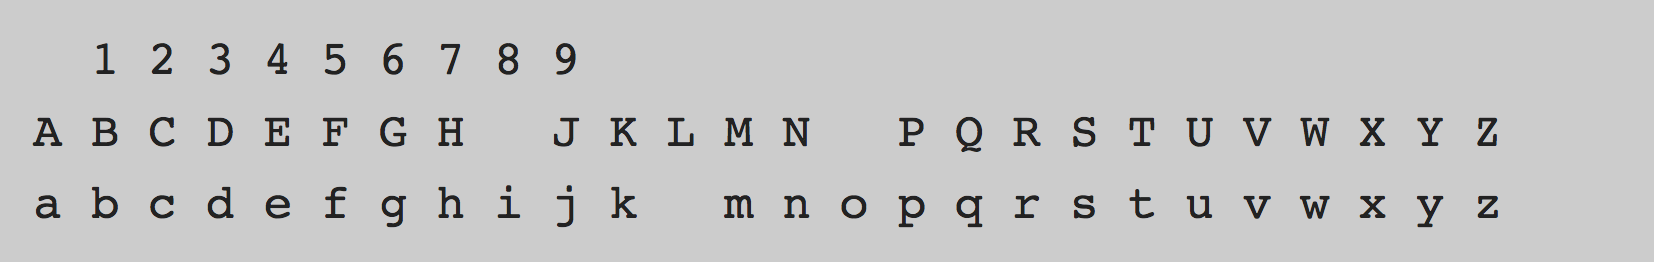 1 2 3 4 5 6 7 8 9
A B C D E F G H J K L M N P Q R S T U V W X Y Z
a b c d e f g h i j k m n o p q r s t u v w x y z